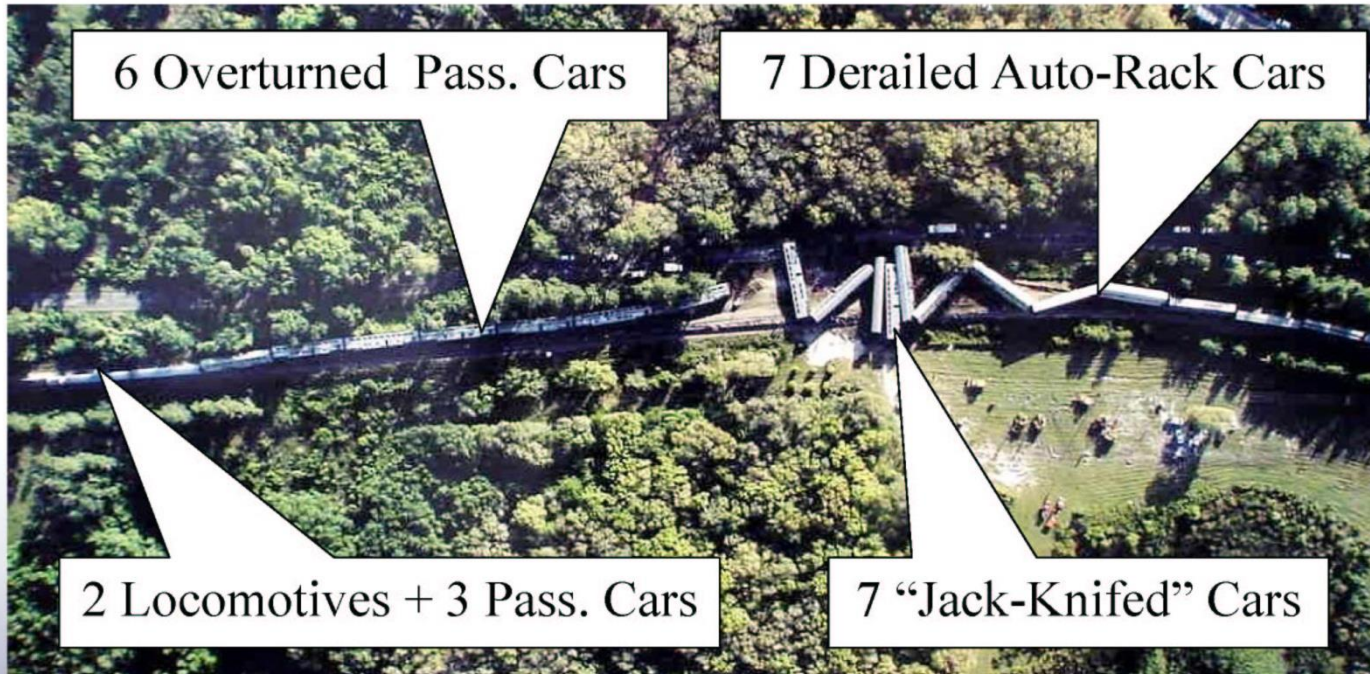 6 Overturned Pass. Cars
7 Derailed Auto-Rack Cars
2 Locomotives + 3 Pass. Cars
7 “Jack-Knifed” Cars